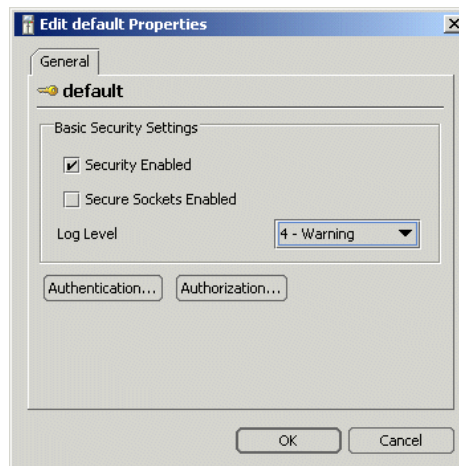 Edit default Properties
General
default
Basic Security Settings
Security Enabled
Secure Sockets Enabled
Log Level 4 - Warning
Authentication... Authorization...
OK Cancel